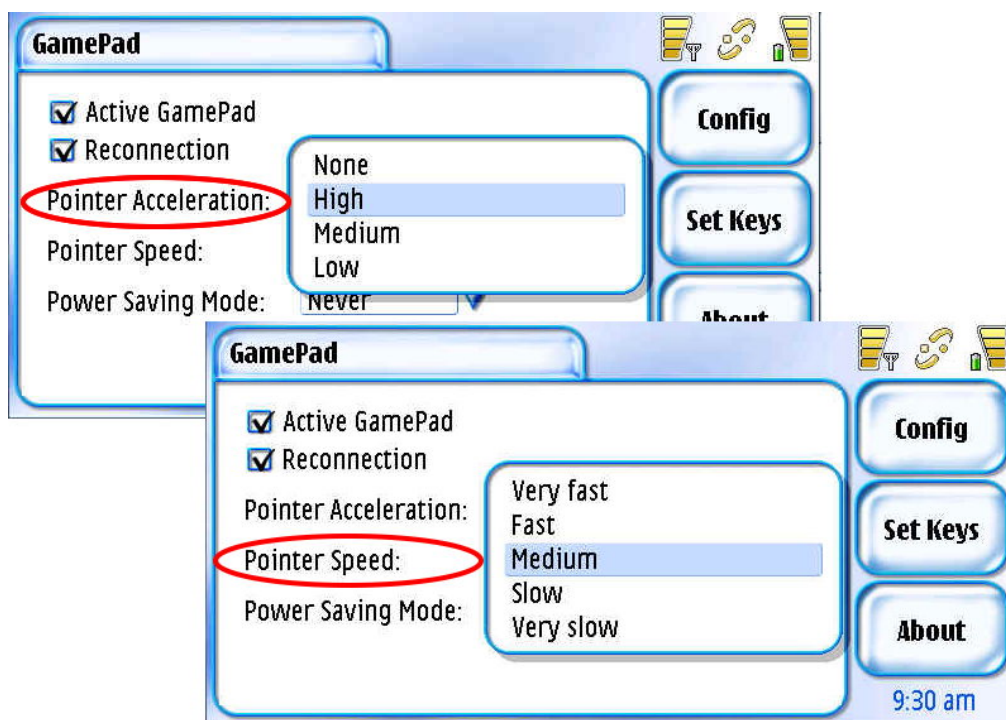 GamePad
Active GamePad
Reconnection
Pointer Acceleration:
Pointer Speed:
Power Saving Mode:
None
High
Medium
Low
Never
Config
Set Keys
About
GamePad
Active GamePad
Reconnection
Pointer Acceleration:
Pointer Speed:
Power Saving Mode:
Very fast
Fast
Medium
Slow
Very slow
Config
Set Keys
About
9:30 am